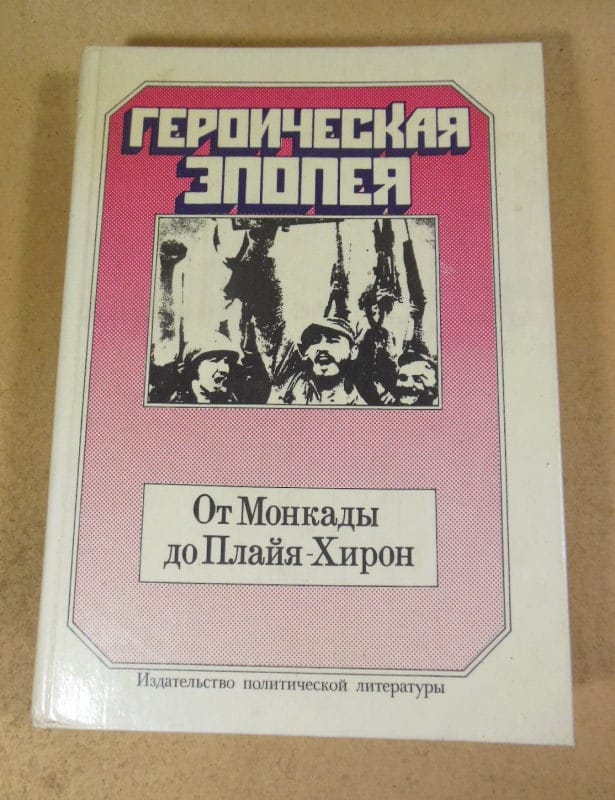 ГЕРОИЧЕСКАЯ
ЭПОПЕЯ
От Монкады
до Плайя-Хирон
Издательство политической литературы